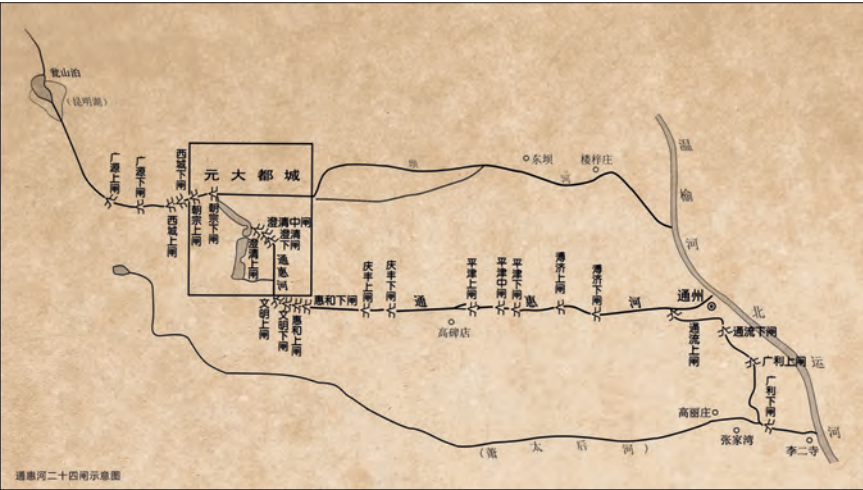 瓮山泊
(昆明湖)
广源上闸
广源下闸
西城下闸
西城上闸
朝宗上闸
朝宗下闸
元大都城
澄清中闸
澄清下闸
澄清上闸
通惠河
文明上闸
文明下闸
惠和上闸
惠和下闸
坝河
东坝
楼梓庄
温榆河
庆丰上闸
庆丰下闸
通惠河
高碑店
平津上闸
平津中闸
平津下闸
溥济上闸
溥济下闸
通州
通流上闸
通流下闸
广利上闸
广利下闸
北运河
高丽庄
张家湾
李二寺
(萧太后河)
通惠河二十四闸示意图